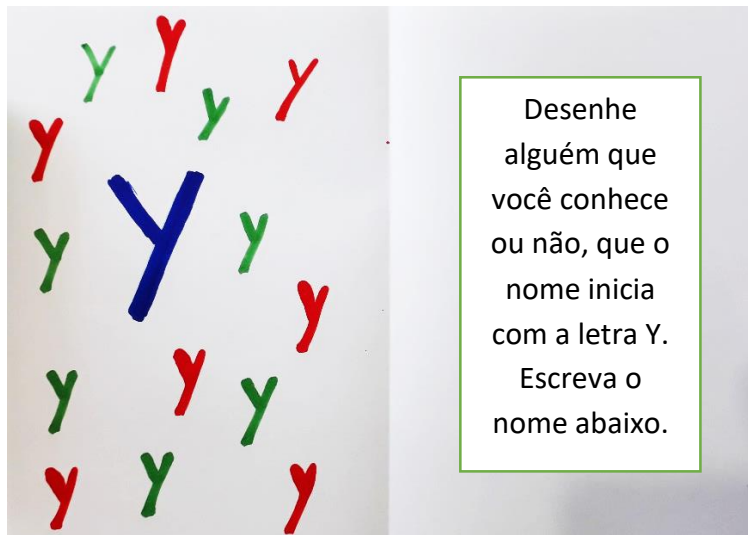 Y Y Y
Y Y
Y
Y Y
Y
Y Y Y
Y Y Y
Desenhe
alguém que
você conhece
ou não, que o
nome inicia
com a letra Y.
Escreva o
nome abaixo.